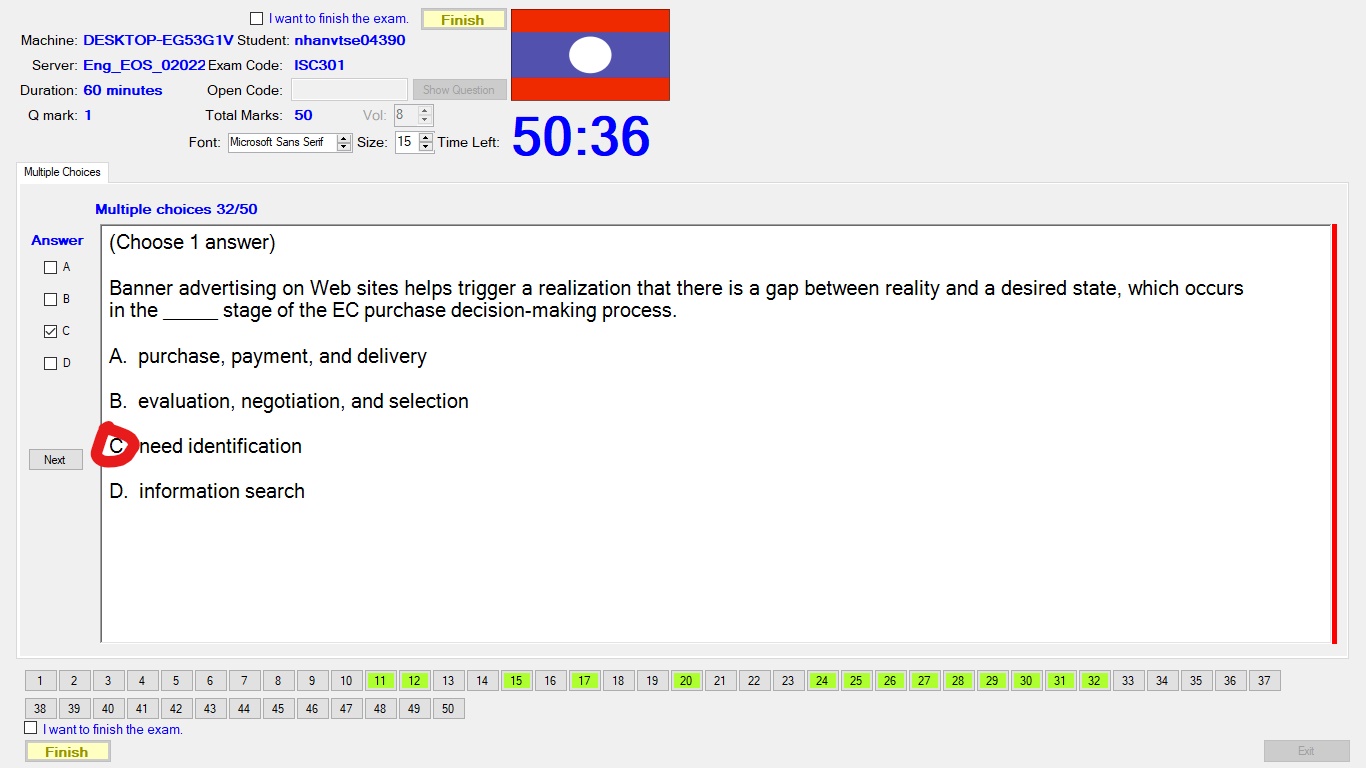 I want to finish the exam.
Finish
Machine: DESKTOP-EG53G1V Student: nhanvtse04390
Server: Eng_EOS_02022 Exam Code: ISC301
Duration: 60 minutes Open Code: Show Question
Q mark: 1 Total Marks: 50 Vol: 8
Font: Microsoft Sans Serif Size: 15 Time Left: 50:36
Multiple Choices
Multiple choices 32/50
Answer
A
B
C
D
Next
(Choose 1 answer)
Banner advertising on Web sites helps trigger a realization that there is a gap between reality and a desired state, which occurs
in the _____ stage of the EC purchase decision-making process.
A. purchase, payment, and delivery
B. evaluation, negotiation, and selection
C need identification
D. information search
1 2 3 4 5 6 7 8 9 10 11 12 13 14 15 16 17 18 19 20 21 22 23 24 25 26 27 28 29 30 31 32 33 34 35 36 37
38 39 40 41 42 43 44 45 46 47 48 49 50
I want to finish the exam.
Finish
Exit